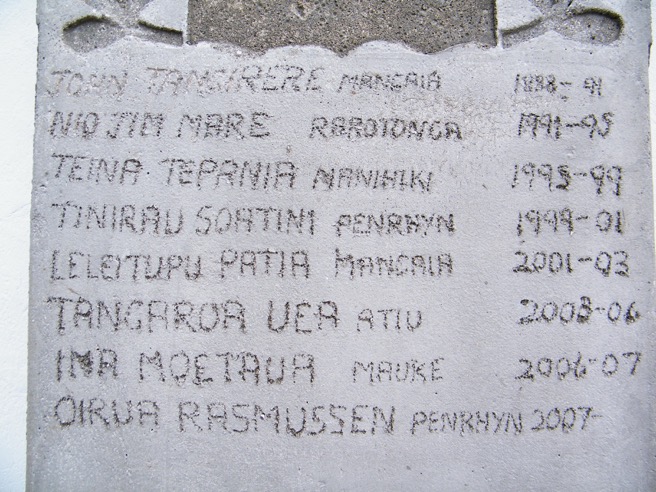 JOHN TANGIRERE MANGAIA 1988-91
NIO JIM MARE RAROTONGA 1991-95
TEINA TEPANIA MANIHIKI 1995-99
TINIRAU SOATINI PENRHYN 1999-01
LELEITUPU PATIA MANGAIA 2001-03
TANGAROA UEA ATIU 2003-06
INA MOETAUA MAUKE 2006-07
OIRUA RASMUSSEN PENRHYN 2007-